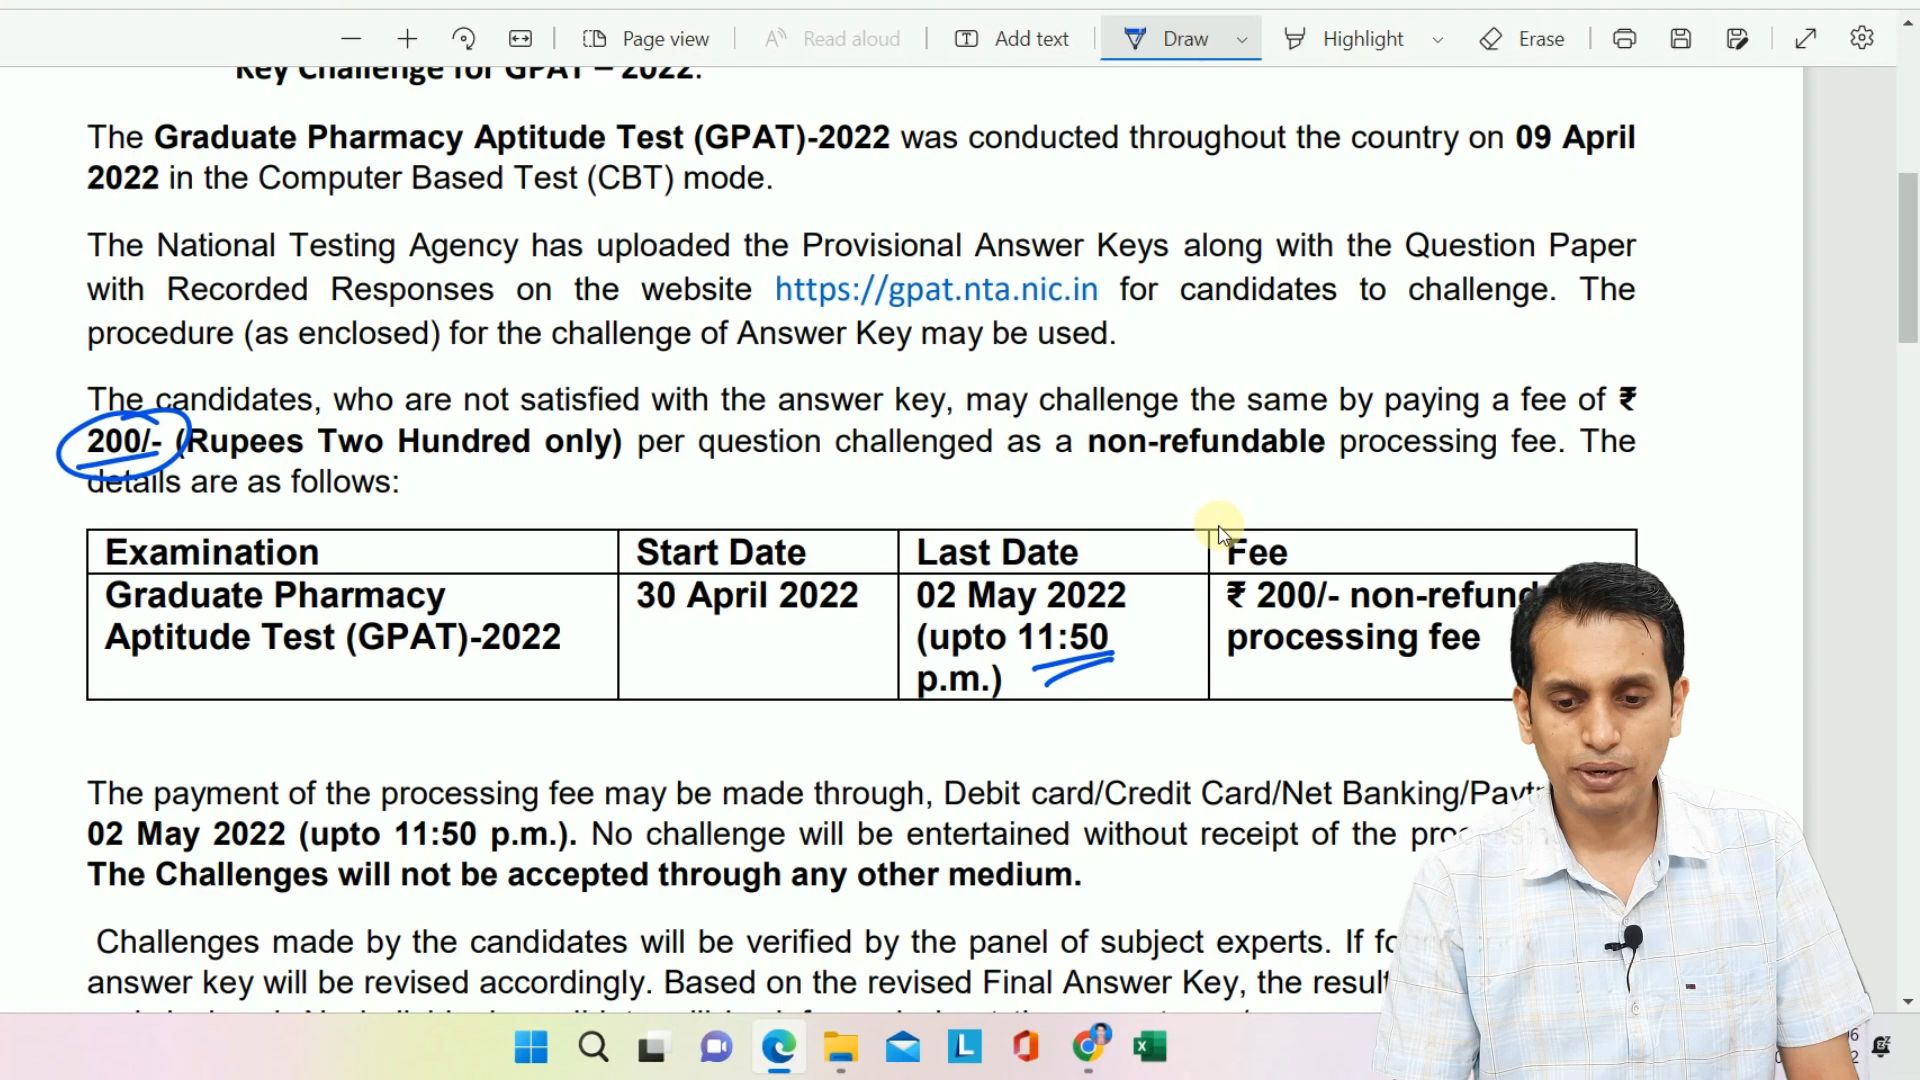 Page view
Read aloud
Add text
Draw
Highlight
Erase
Key Challenge for GPAT – 2022.
The Graduate Pharmacy Aptitude Test (GPAT)-2022 was conducted throughout the country on 09 April
2022 in the Computer Based Test (CBT) mode.
The National Testing Agency has uploaded the Provisional Answer Keys along with the Question Paper
with Recorded Responses on the website https://gpat.nta.nic.in for candidates to challenge. The
procedure (as enclosed) for the challenge of Answer Key may be used.
The candidates, who are not satisfied with the answer key, may challenge the same by paying a fee of ₹
200/- (Rupees Two Hundred only) per question challenged as a non-refundable processing fee. The
details are as follows:
Examination Start Date Last Date Fee
Graduate Pharmacy 30 April 2022 02 May 2022 ₹ 200/- non-refund
Aptitude Test (GPAT)-2022 (upto 11:50 processing fee
p.m.)
The payment of the processing fee may be made through, Debit card/Credit Card/Net Banking/Payt
02 May 2022 (upto 11:50 p.m.). No challenge will be entertained without receipt of the
The Challenges will not be accepted through any other medium.
Challenges made by the candidates will be verified by the panel of subject experts. If
answer key will be revised accordingly. Based on the revised Final Answer Key, the result